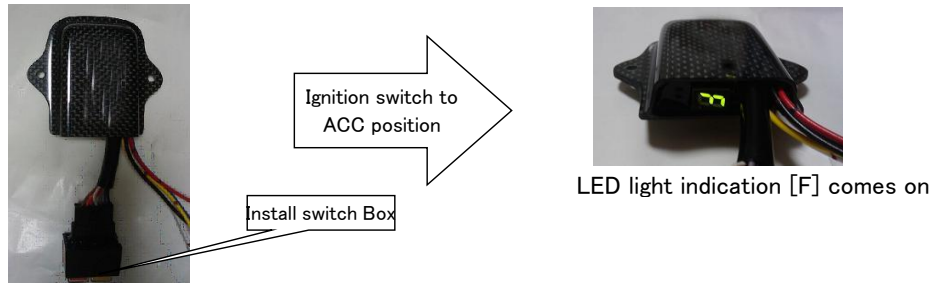 Ignition switch to
ACC position
Install switch Box
LED light indication [F] comes on